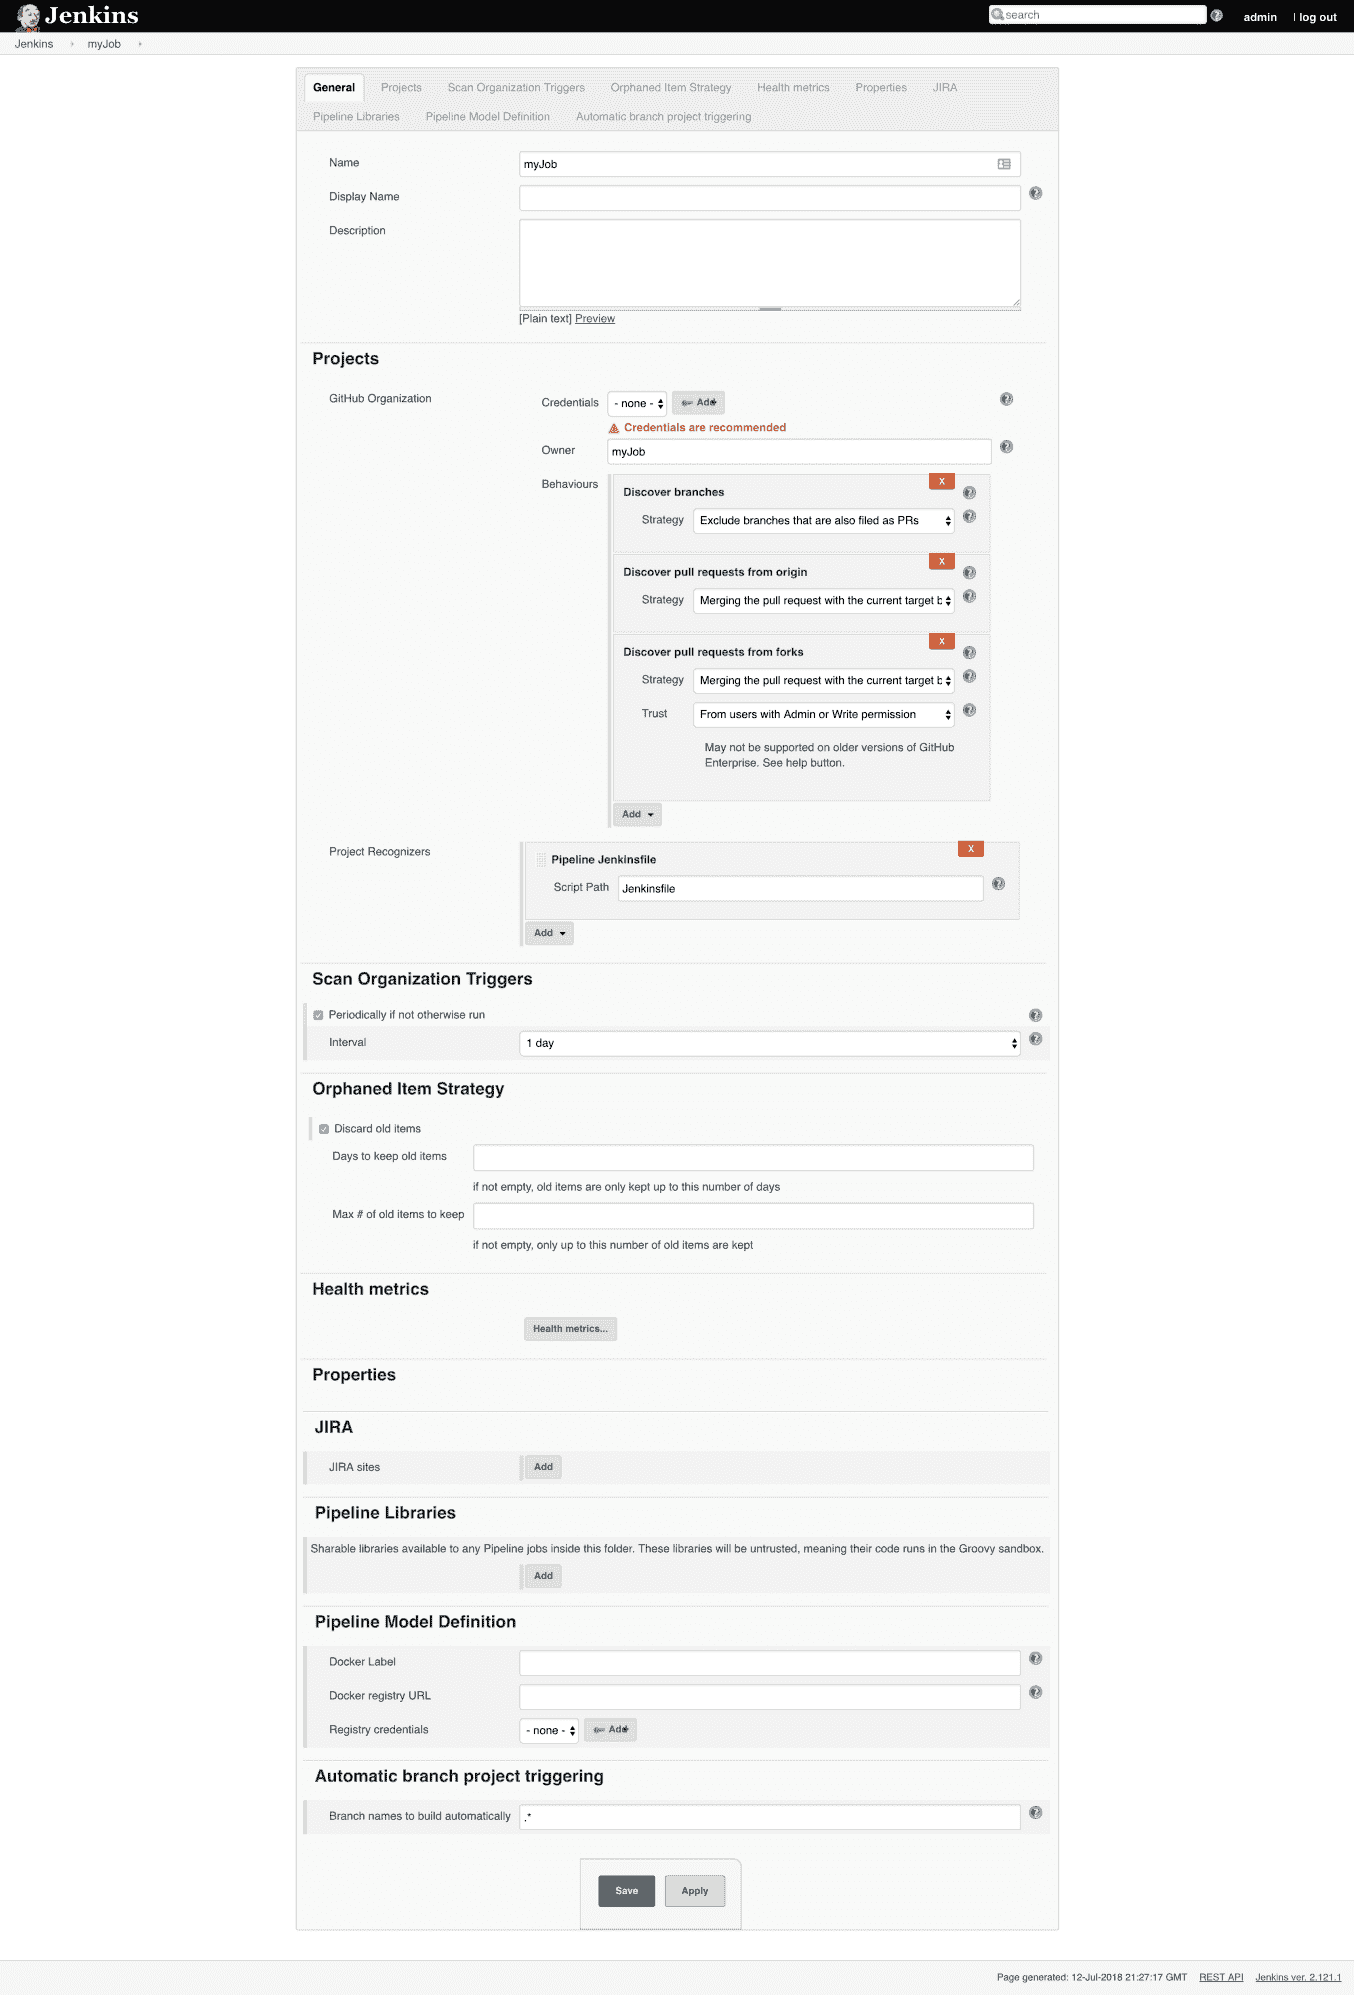 Jenkins
search
admin
| log out
Jenkins
myJob
General
Projects
Scan Organization Triggers
Orphaned Item Strategy
Health metrics
Properties
JIRA
Pipeline Libraries
Pipeline Model Definition
Automatic branch project triggering
Name
myJob
Display Name
Description
[Plain text] Preview
Projects
GitHub Organization
Credentials
- none -
Add
Credentials are recommended
Owner
myJob
Behaviours
X
Discover branches
Strategy
Exclude branches that are also filed as PRs
X
Discover pull requests from origin
Strategy
Merging the pull request with the current target b
X
Discover pull requests from forks
Strategy
Merging the pull request with the current target b
Trust
From users with Admin or Write permission
May not be supported on older versions of GitHub
Enterprise. See help button.
Add
Project Recognizers
X
Pipeline Jenkinsfile
Script Path
Jenkinsfile
Add
Scan Organization Triggers
Periodically if not otherwise run
Interval
1 day
Orphaned Item Strategy
Discard old items
Days to keep old items
if not empty, old items are only kept up to this number of days
Max # of old items to keep
if not empty, only up to this number of old items are kept
Health metrics
Health metrics...
Properties
JIRA
JIRA sites
Add
Pipeline Libraries
Sharable libraries available to any Pipeline jobs inside this folder. These libraries will be untrusted, meaning their code runs in the Groovy sandbox.
Add
Pipeline Model Definition
Docker Label
Docker registry URL
Registry credentials
- none -
Add
Automatic branch project triggering
Branch names to build automatically
.*
Save
Apply
Page generated: 12-Jul-2018 21:27:17 GMT
REST API
Jenkins ver. 2.121.1